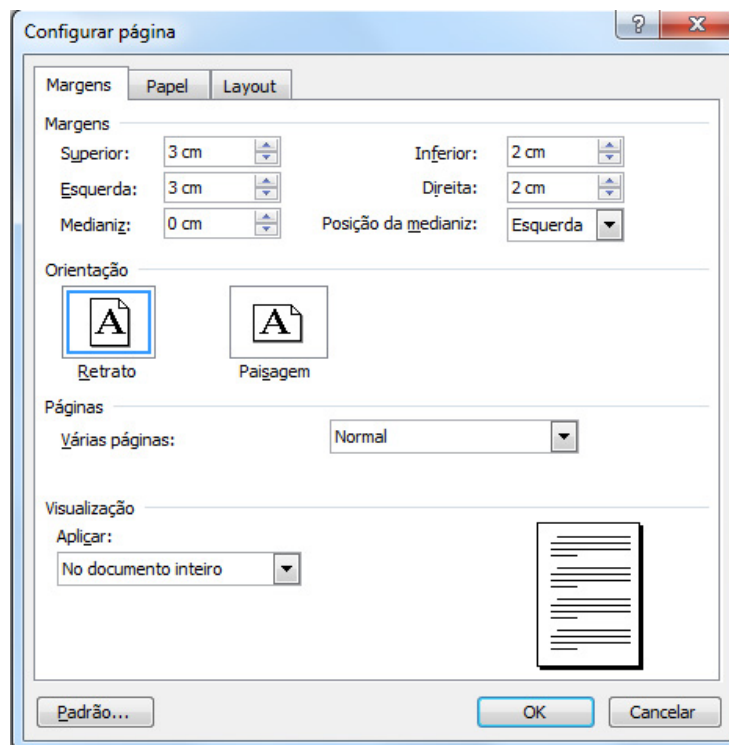 Configurar página
Margens Papel Layout
Margens
Superior: 3 cm Inferior: 2 cm
Esquerda: 3 cm Direita: 2 cm
Medianiz: 0 cm Posição da medianiz: Esquerda
Orientação
A A
Retrato Paisagem
Páginas
Várias páginas: Normal
Visualização
Aplicar:
No documento inteiro
Padrão... OK Cancelar